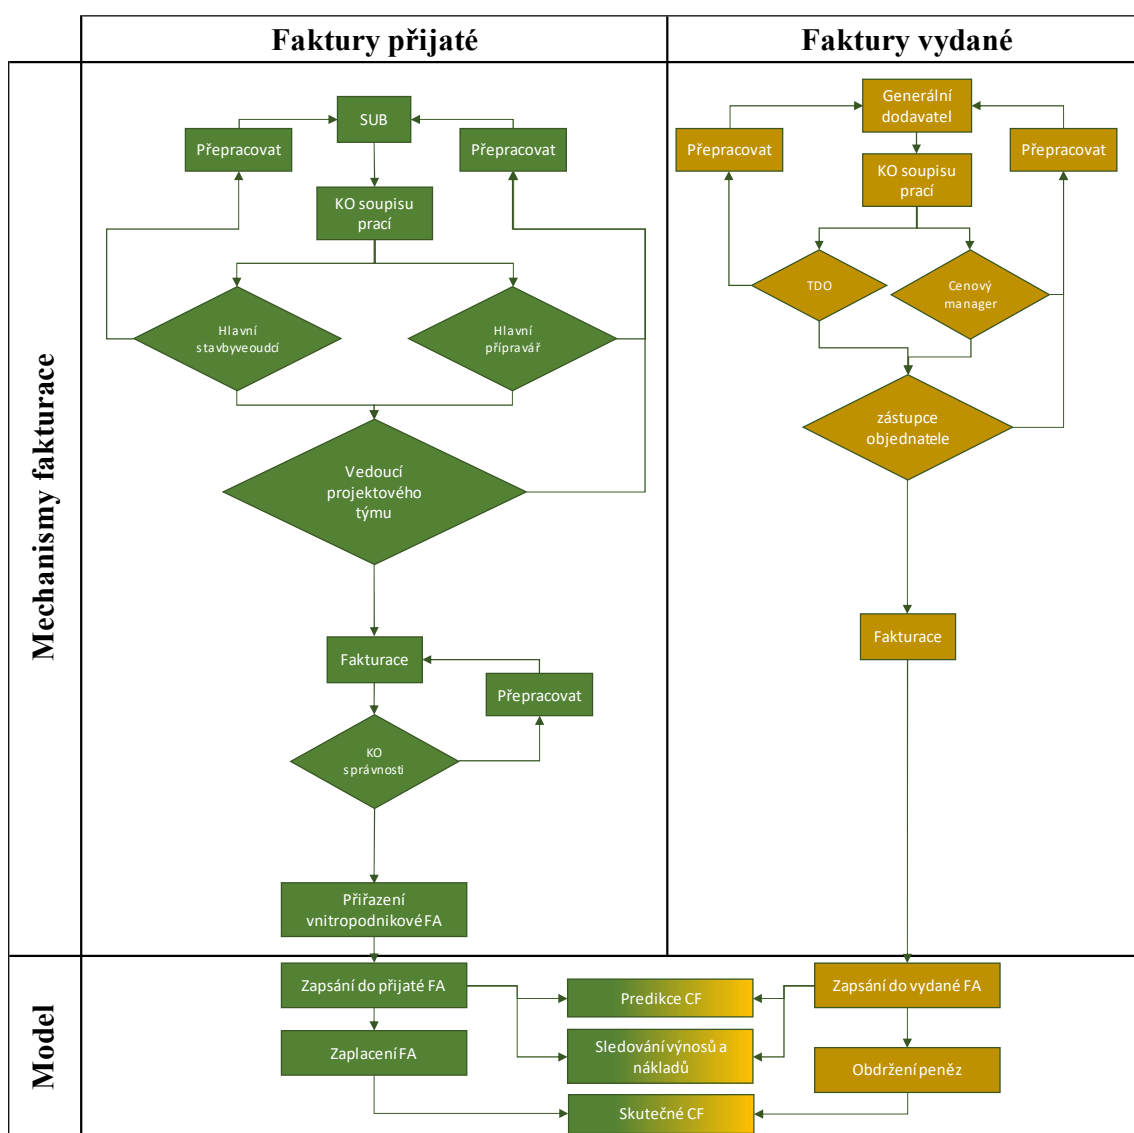 Faktury přijaté
Faktury vydané
Mechanismy fakturace
SUB
Přepracovat
Přepracovat
KO soupisu
prací
Hlavní
stavbyveoudcí
Hlavní
přípravář
Vedoucí
projektového
týmu
Fakturace
Přepracovat
KO
správnosti
Přiřazení
vnitropodnikové FA
Generální
dodavatel
Přepracovat
Přepracovat
KO soupisu
prací
TDO
Cenový
manager
zástupce
objednatele
Fakturace
Model
Zapsání do přijaté FA
Predikce CF
Zapsání do vydané FA
Zaplacení FA
Sledování výnosů a
nákladů
Obdržení peněz
Skutečné CF